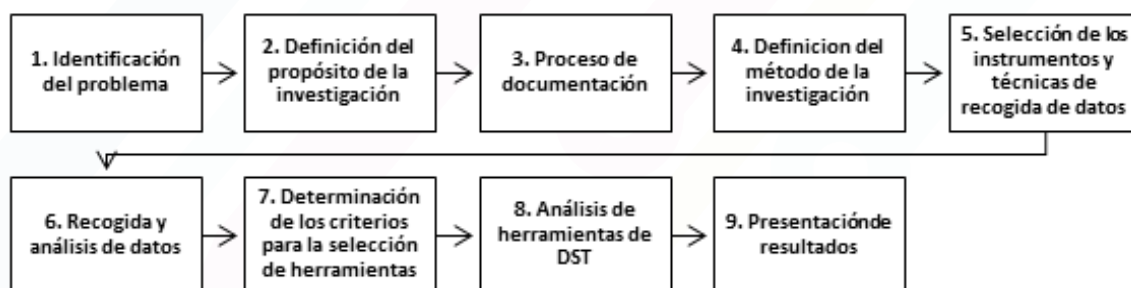 1. Identificación
del problema
2. Definición del
propósito de la
investigación
3. Proceso de
documentación
4. Definicion del
método de la
investigación
5. Selección de los
instrumentos y
técnicas de
recogida de datos
6. Recogida y
análisis de datos
7. Determinación
de los criterios
para la selección
de herramientas
8. Análisis de
herramientas de
DST
9. Presentaciónde
resultados